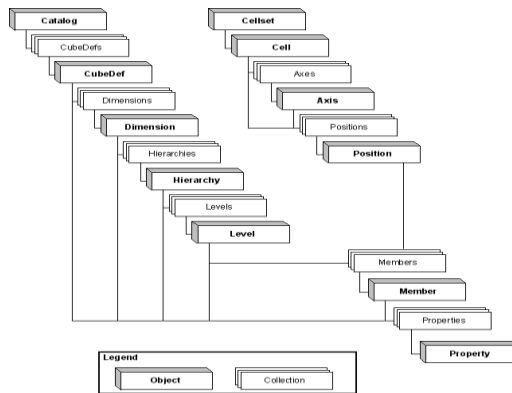 Catalog
CubeDefs
CubeDef
Dimensions
Dimension
Hierarchies
Hierarchy
Levels
Level
Cellset
Cell
Axes
Axis
Positions
Position
Members
Member
Properties
Property
Legend
Object
Collection